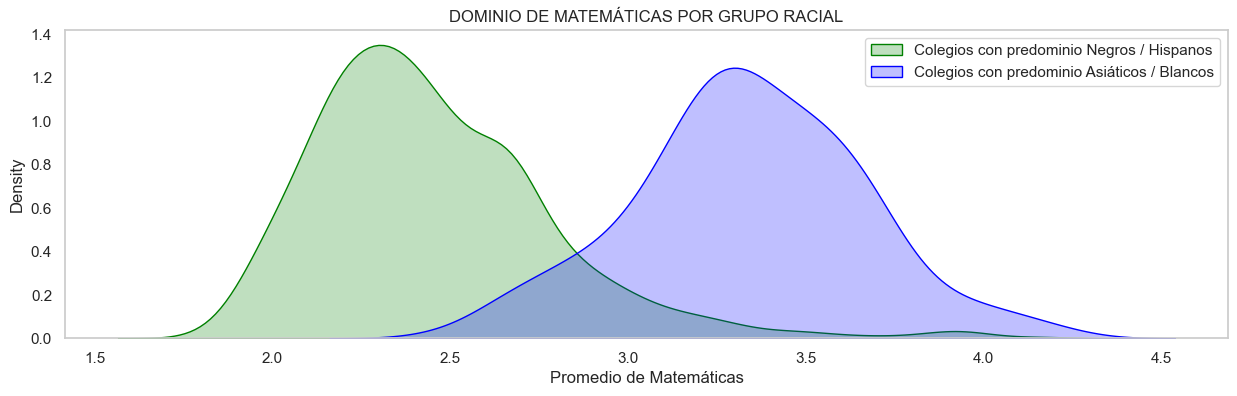 DOMINIO DE MATEMÁTICAS POR GRUPO RACIAL
Colegios con predominio Negros / Hispanos
Colegios con predominio Asiáticos / Blancos
Density
1.4
1.2
1.0
0.8
0.6
0.4
0.2
0.0
1.5 2.0 2.5 3.0 3.5 4.0 4.5
Promedio de Matemáticas